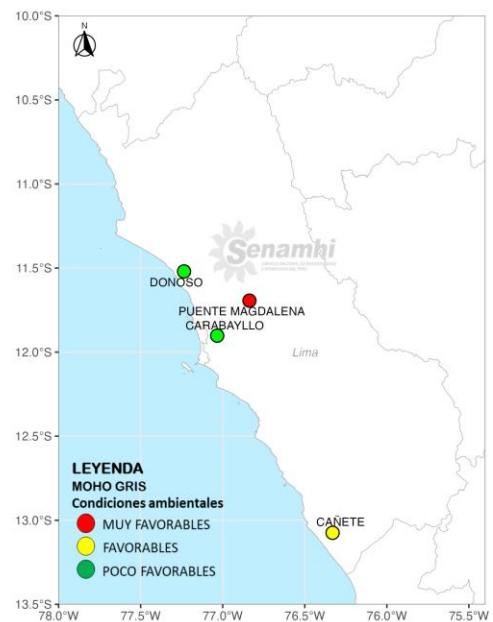 10.0°S
N
10.5°S
11.0°S
Senamhi
11.5°S
DONOSO
PUENTE MAGDALENA
CARABAYLLO
12.0°S
Lima
12.5°S
LEYENDA
MOHO GRIS
Condiciones ambientales
MUY FAVORABLES
FAVORABLES
POCO FAVORABLES
CAÑETE
13.0°S
13.5°S
78.0°W 77.5°W 77.0°W 76.5°W 76.0°W 75.5°W